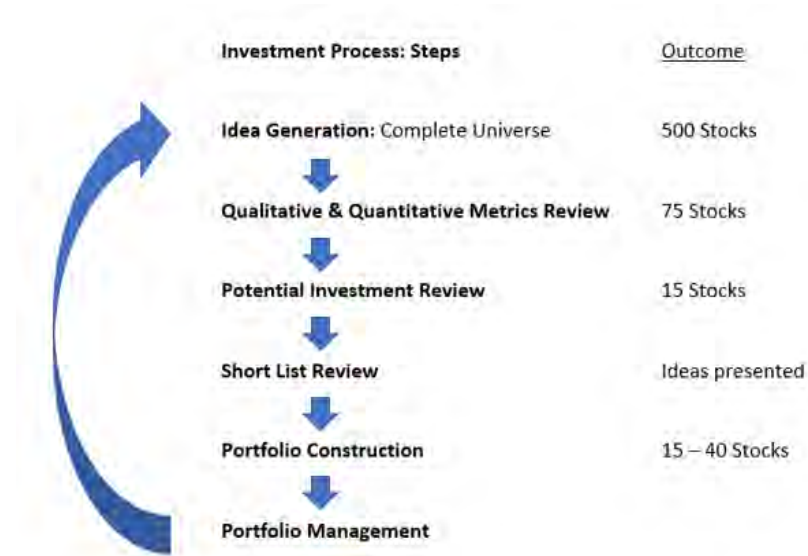 Investment Process: Steps Outcome
Idea Generation: Complete Universe 500 Stocks
Qualitative & Quantitative Metrics Review 75 Stocks
Potential Investment Review 15 Stocks
Short List Review Ideas presented
Portfolio Construction 15 – 40 Stocks
Portfolio Management